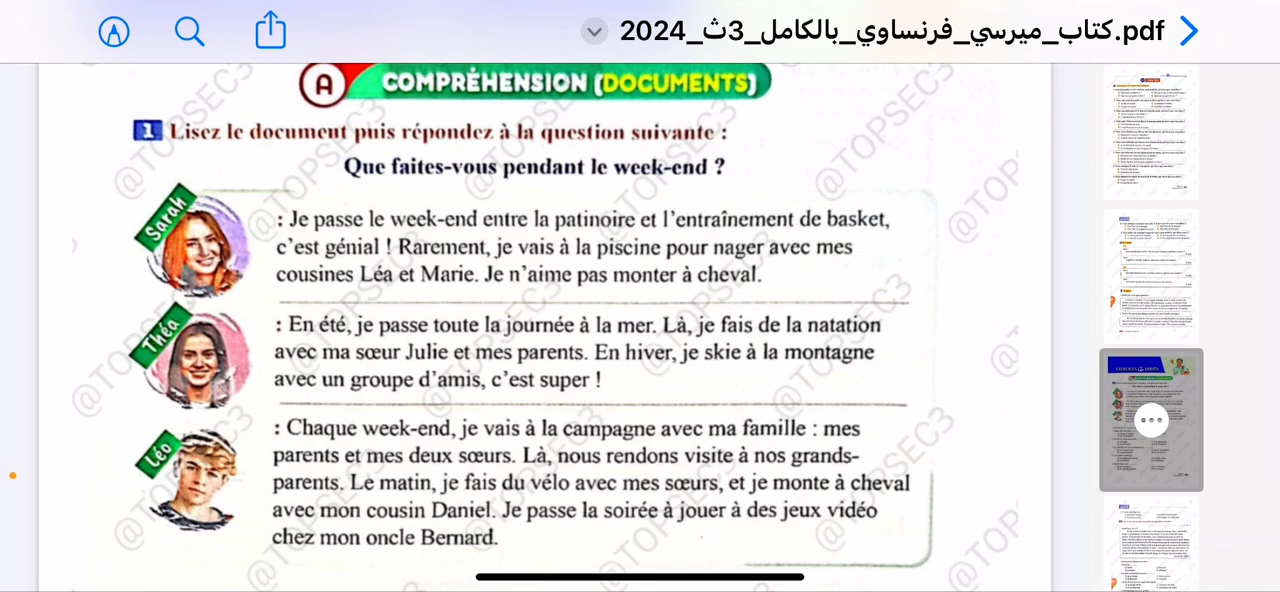 كتاب_ميرسي_فرنساوي_بالكامل_3ث_2024.pdf
A COMPRÉHENSION (DOCUMENTS)
1 Lisez le document puis répondez à la question suivante :
Que faites-vous pendant le week-end ?
Sarah : Je passe le week-end entre la patinoire et l'entraînement de basket,
c'est génial ! Rarement, je vais à la piscine pour nager avec mes
cousines Léa et Marta. Je n'aime pas monter à cheval.
Théa : En été, je passe toute la journée à la mer. Là, je fais de la natation
avec ma sœur Julie et mes parents. En hiver, je skie à la montagne
avec un groupe d'amis, c'est super !
Léo : Chaque week-end, je vais à la campagne avec ma famille : mes
parents et mes deux sœurs. Là, nous rendons visite à nos grands-
parents. Le matin, je fais du vélo avec mes sœurs, et je monte à cheval
avec mon cousin Daniel. Je passe la soirée à jouer à des jeux vidéo
chez mon oncle Bernard.
@TOPSEC3